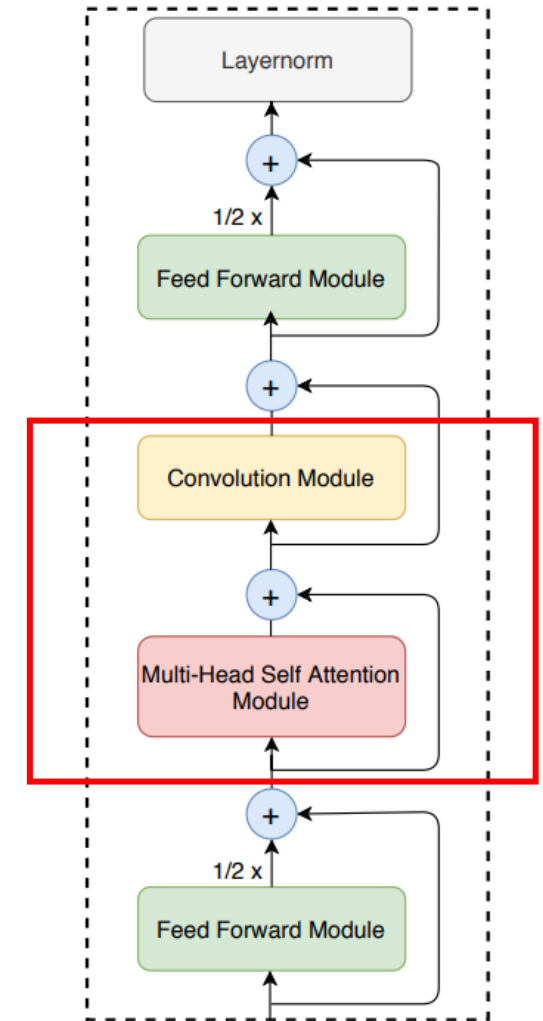 Layernorm
+
1/2 x
Feed Forward Module
+
Convolution Module
+
Multi-Head Self Attention
Module
+
1/2 x
Feed Forward Module